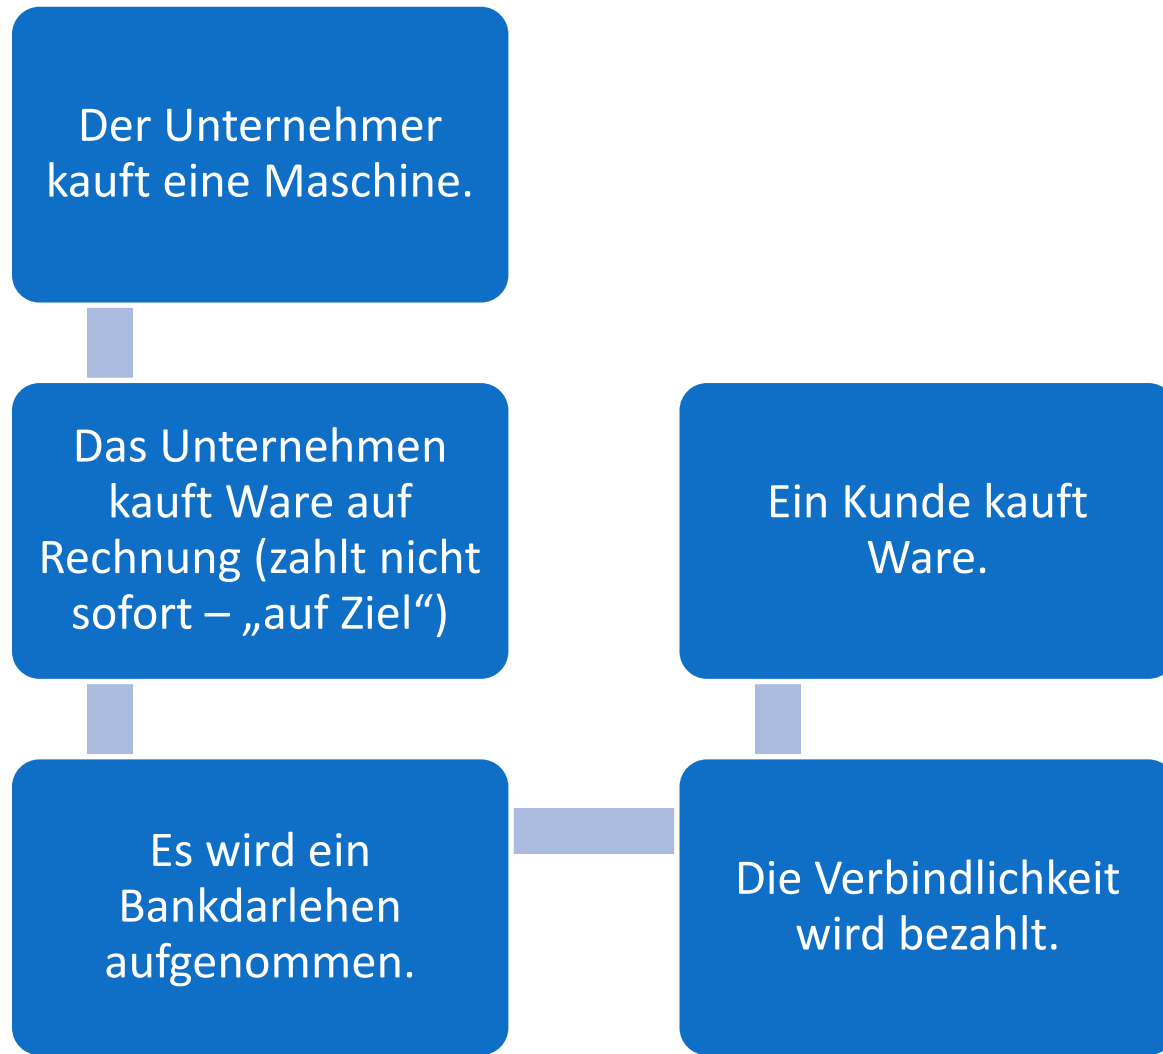 Der Unternehmer
kauft eine Maschine.
Das Unternehmen
kauft Ware auf
Rechnung (zahlt nicht
sofort – „auf Ziel“)
Es wird ein
Bankdarlehen
aufgenommen.
Die Verbindlichkeit
wird bezahlt.
Ein Kunde kauft
Ware.